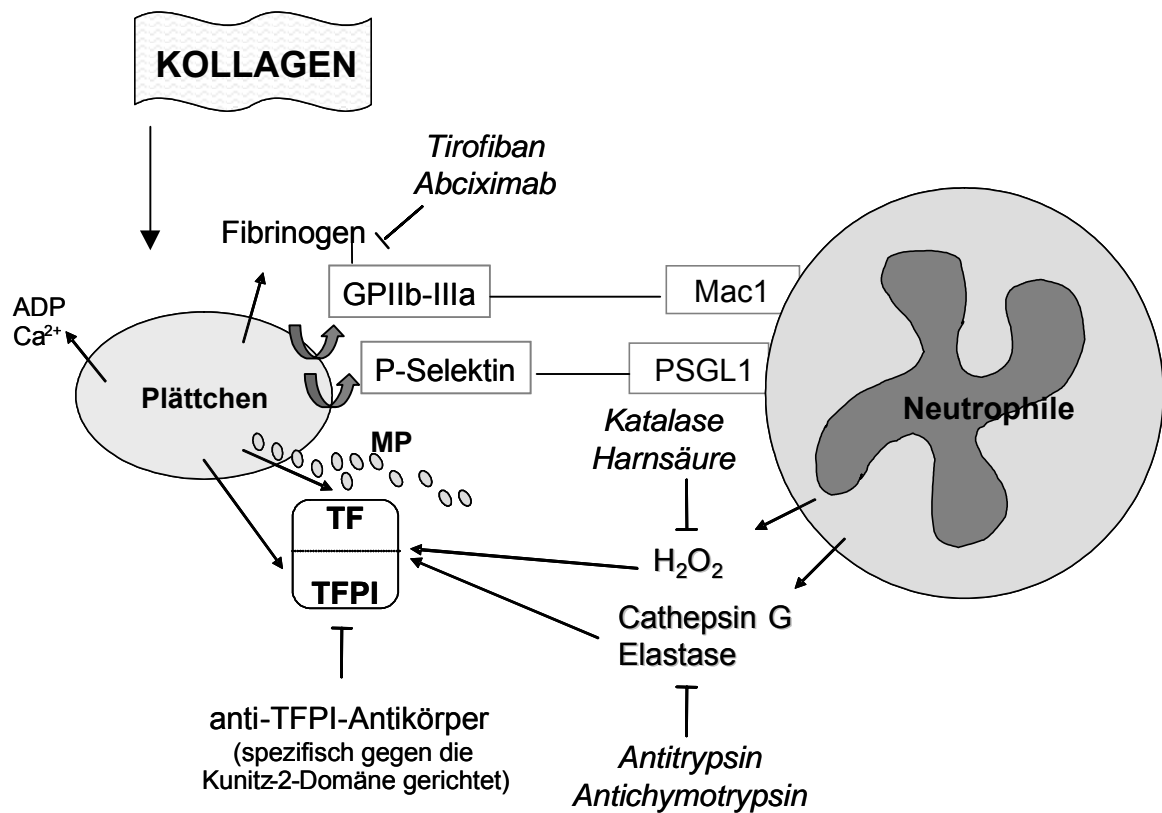 KOLLAGEN
Tirofiban
Abciximab
Fibrinogen
GPIIb-IIIa
Mac1
ADP
Ca²⁺
P-Selektin
PSGL1
Plättchen
Neutrophile
Katalase
Harnsäure
MP
TF
TFPI
H₂O₂
Cathepsin G
Elastase
anti-TFPI-Antikörper
(spezifisch gegen die
Kunitz-2-Domäne gerichtet)
Antitrypsin
Antichymotrypsin